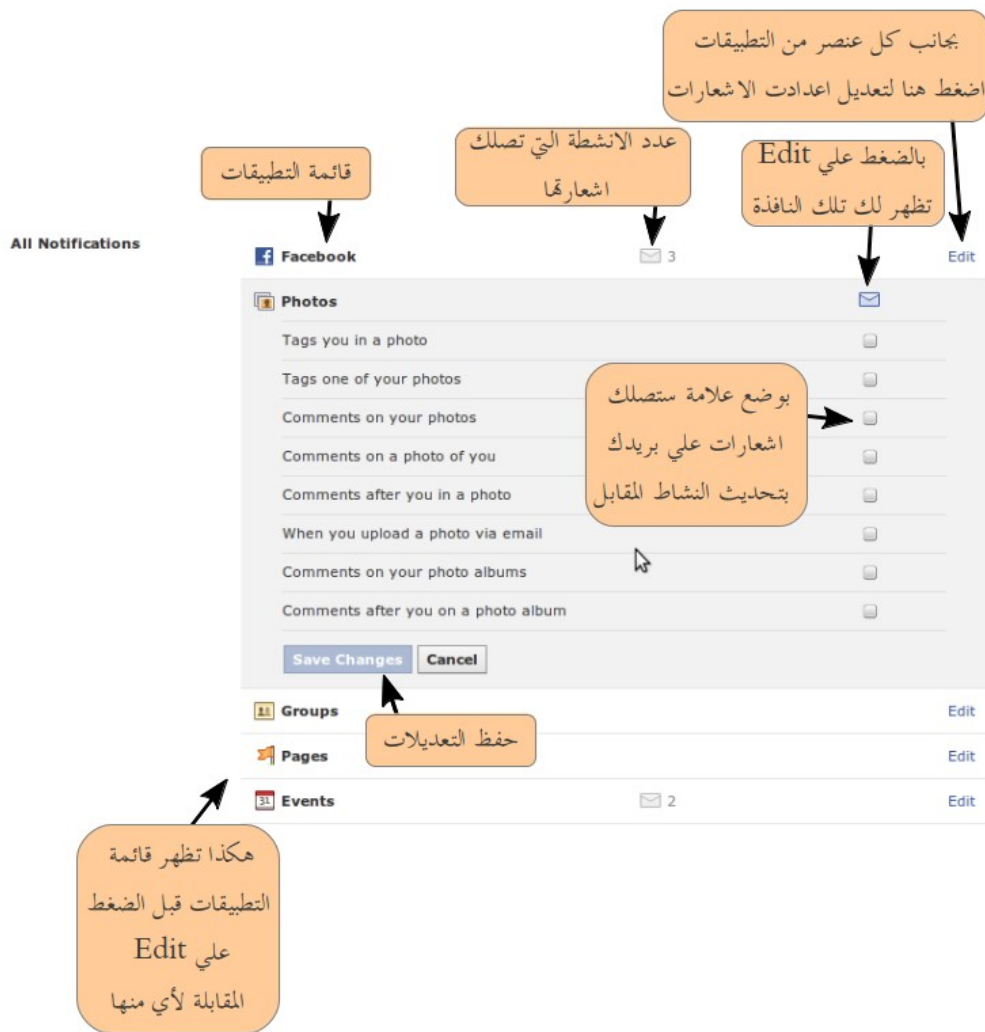 بجانب كل عنصر من التطبيقات
اضغط هنا لتعديل اعدادت الاشعارات
عدد الانشطة التي تصلك
اشعارتها
بالضغط علي Edit
تظهر لك تلك النافذة
قائمة التطبيقات
All Notifications
Facebook
3
Edit
Photos
Tags you in a photo
Tags one of your photos
Comments on your photos
Comments on a photo of you
Comments after you in a photo
When you upload a photo via email
Comments on your photo albums
Comments after you on a photo album
بوضع علامة ستصلك
اشعارات علي بريدك
بتحديث النشاط المقابل
Save Changes
Cancel
Groups
Edit
حفظ التعديلات
Pages
Edit
31
Events
2
Edit
هكذا تظهر قائمة
التطبيقات قبل الضغط
علي Edit
المقابلة لأي منها